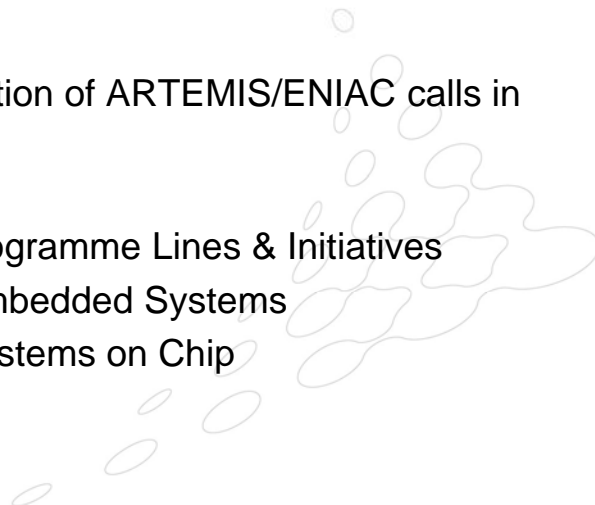 tion of ARTEMIS/ENIAC calls in
ogramme Lines & Initiatives
nbedded Systems
stems on Chip